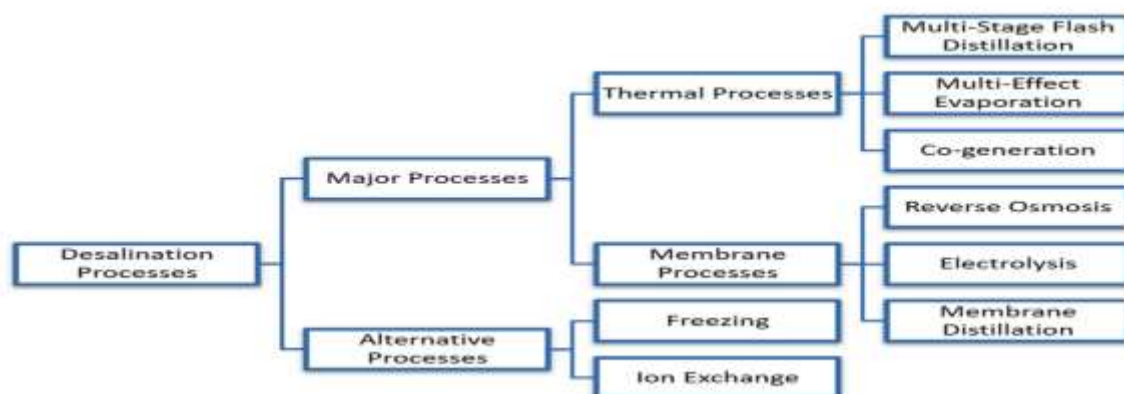 Multi-Stage Flash
Distillation
Thermal Processes
Multi-Effect
Evaporation
Co-generation
Major Processes
Reverse Osmosis
Desalination
Processes
Membrane
Processes
Electrolysis
Membrane
Distillation
Freezing
Alternative
Processes
Ion Exchange